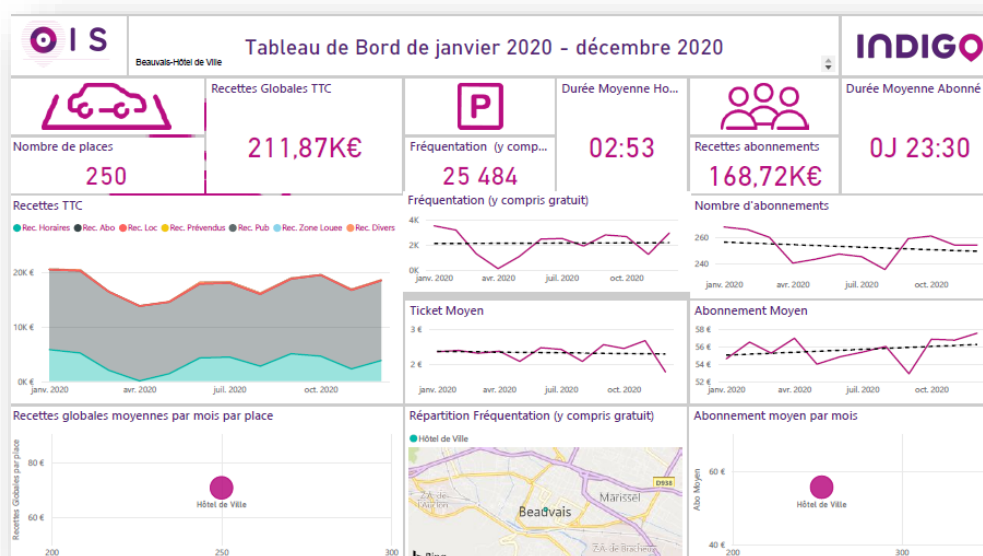 OIS
Tableau de Bord de janvier 2020 - décembre 2020
Beauvais-Hôtel de Ville
INDIGO
Nombre de places
250
Recettes Globales TTC
211,87K€
P
Fréquentation (y comp...
25 484
Durée Moyenne Ho...
02:53
Recettes abonnements
168,72K€
Durée Moyenne Abonné
0J 23:30
Recettes TTC
Rec. Horaires Rec. Abo Rec. Loc Rec. Prévendus Rec. Pub Rec. Zone Louee Rec. Divers
20K €
10K €
0K €
janv. 2020 avr. 2020 juil. 2020 oct. 2020
Fréquentation (y compris gratuit)
4K
2K
0K
janv. 2020 avr. 2020 juil. 2020 oct. 2020
Nombre d'abonnements
260
240
janv. 2020 avr. 2020 juil. 2020 oct. 2020
Ticket Moyen
3 €
2 €
janv. 2020 avr. 2020 juil. 2020 oct. 2020
Abonnement Moyen
58 €
56 €
54 €
52 €
janv. 2020 avr. 2020 juil. 2020 oct. 2020
Recettes globales moyennes par mois par place
Recettes Globales par place
80 €
60 €
Hôtel de Ville
200 250 300
Répartition Fréquentation (y compris gratuit)
Hôtel de Ville
D938
Z.A. de
Marissel
Beauvais
Z.A. de Bracheux
Abonnement moyen par mois
Abo Moyen
60 €
40 €
Hôtel de Ville
200 300